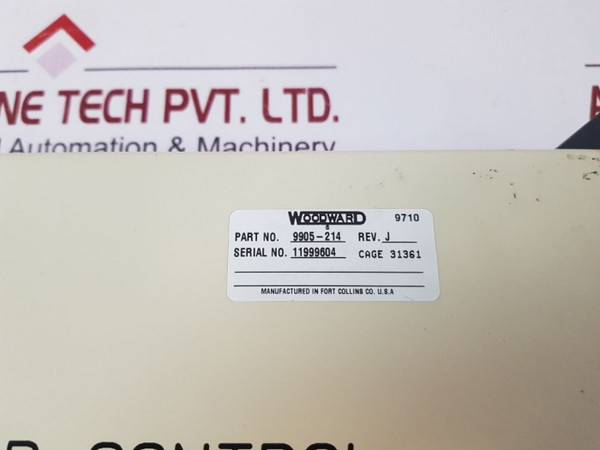 NE TECH PVT. LTD.
Automation & Machinery
WOODWARD 9710
PART NO. 9905-214 REV. J
SERIAL NO. 11999604 CAGE 31361
MANUFACTURED IN FORT COLLINS CO. U.S.A
CONTROL